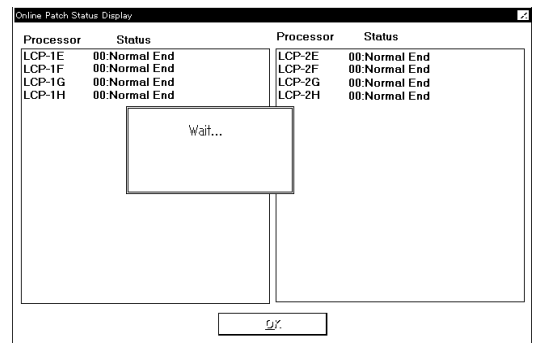 Online Patch Status Display
Processor Status
LCP-1E 00:Normal End
LCP-1F 00:Normal End
LCP-1G 00:Normal End
LCP-1H 00:Normal End
Processor Status
LCP-2E 00:Normal End
LCP-2F 00:Normal End
LCP-2G 00:Normal End
LCP-2H 00:Normal End
Wait...
OK